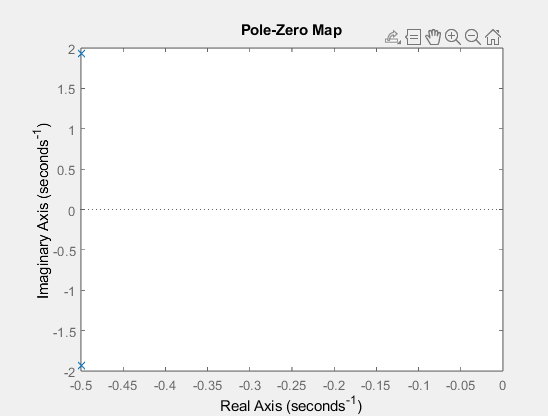 Pole-Zero Map
2
1.5
1
0.5
0
-0.5
-1
-1.5
-2
Imaginary Axis (seconds⁻¹)
-0.5 -0.45 -0.4 -0.35 -0.3 -0.25 -0.2 -0.15 -0.1 -0.05 0
Real Axis (seconds⁻¹)